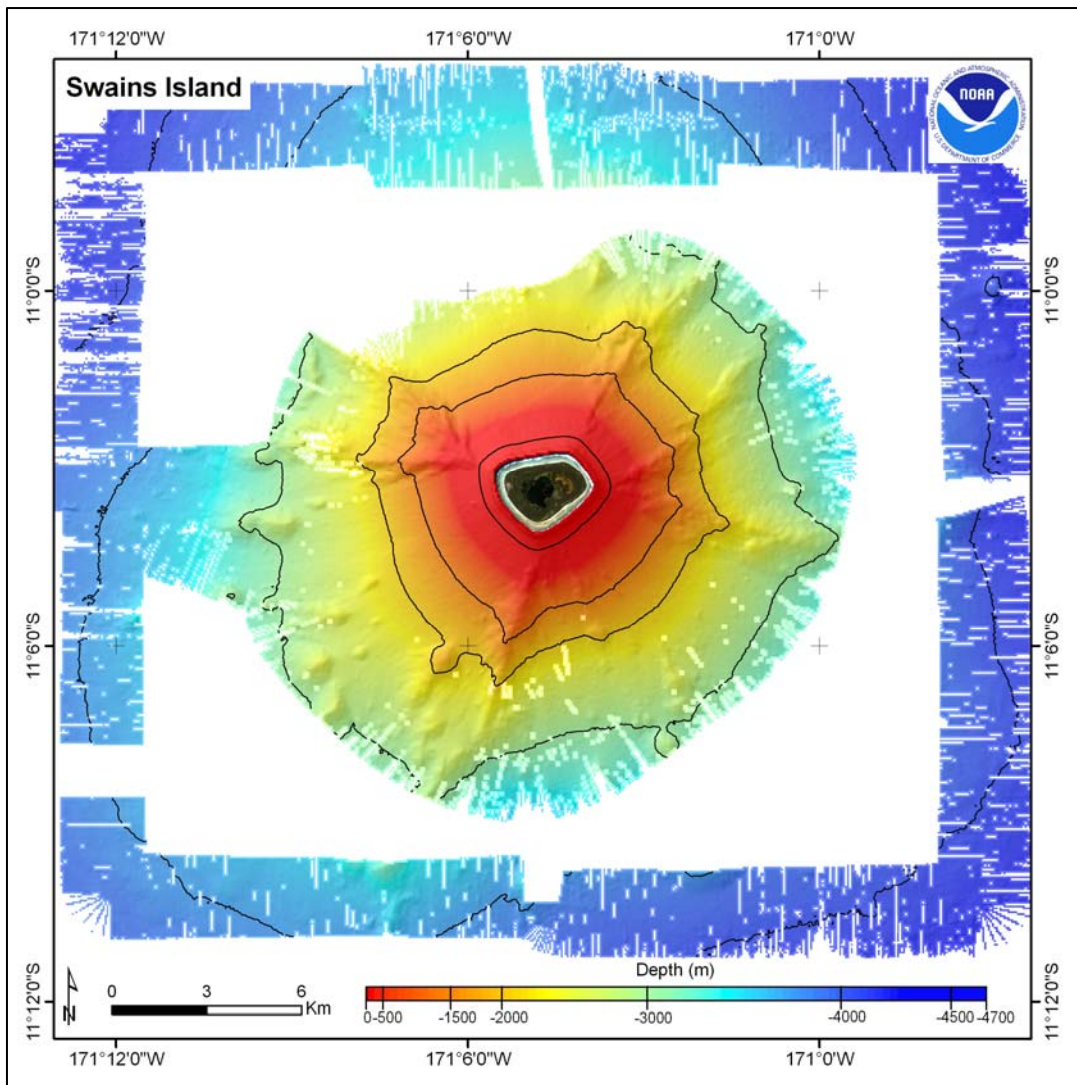 171°12'0"W 171°6'0"W 171°0'0"W
Swains Island
NATIONAL OCEANIC AND ATMOSPHERIC ADMINISTRATION
NOAA
U.S. DEPARTMENT OF COMMERCE
11°0'0"S 11°0'0"S
11°6'0"S 11°6'0"S
Depth (m)
0 3 6
Km
N
0-500 -1500 -2000 -3000 -4000 -4500 -4700
11°12'0"S 11°12'0"S
171°12'0"W 171°6'0"W 171°0'0"W